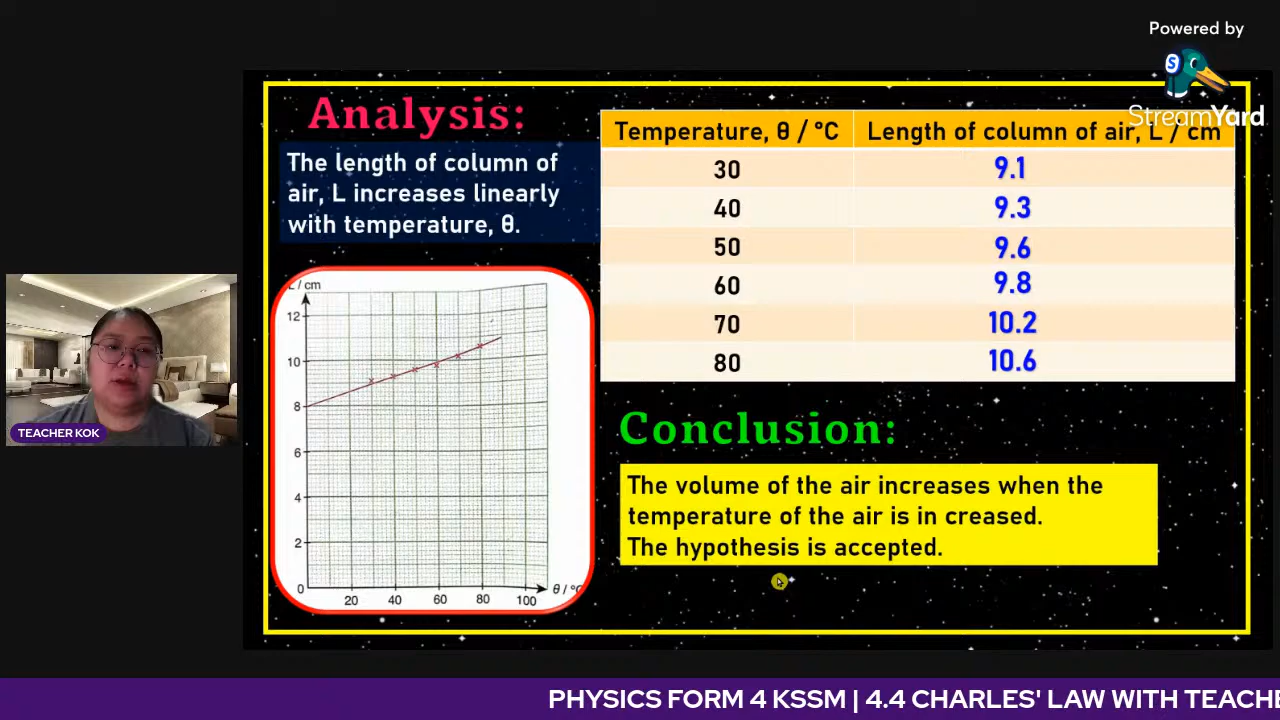 Powered by
S
StreamYard
Analysis:
The length of column of
air, L increases linearly
with temperature, θ.
Temperature, θ / °C Length of column of air, L / cm
30 9.1
40 9.3
50 9.6
60 9.8
70 10.2
80 10.6
L / cm
12
10
8
6
4
2
0
20 40 60 80 100 θ / °C
Conclusion:
The volume of the air increases when the
temperature of the air is in creased.
The hypothesis is accepted.
TEACHER KOK
PHYSICS FORM 4 KSSM | 4.4 CHARLES' LAW WITH TEACHE